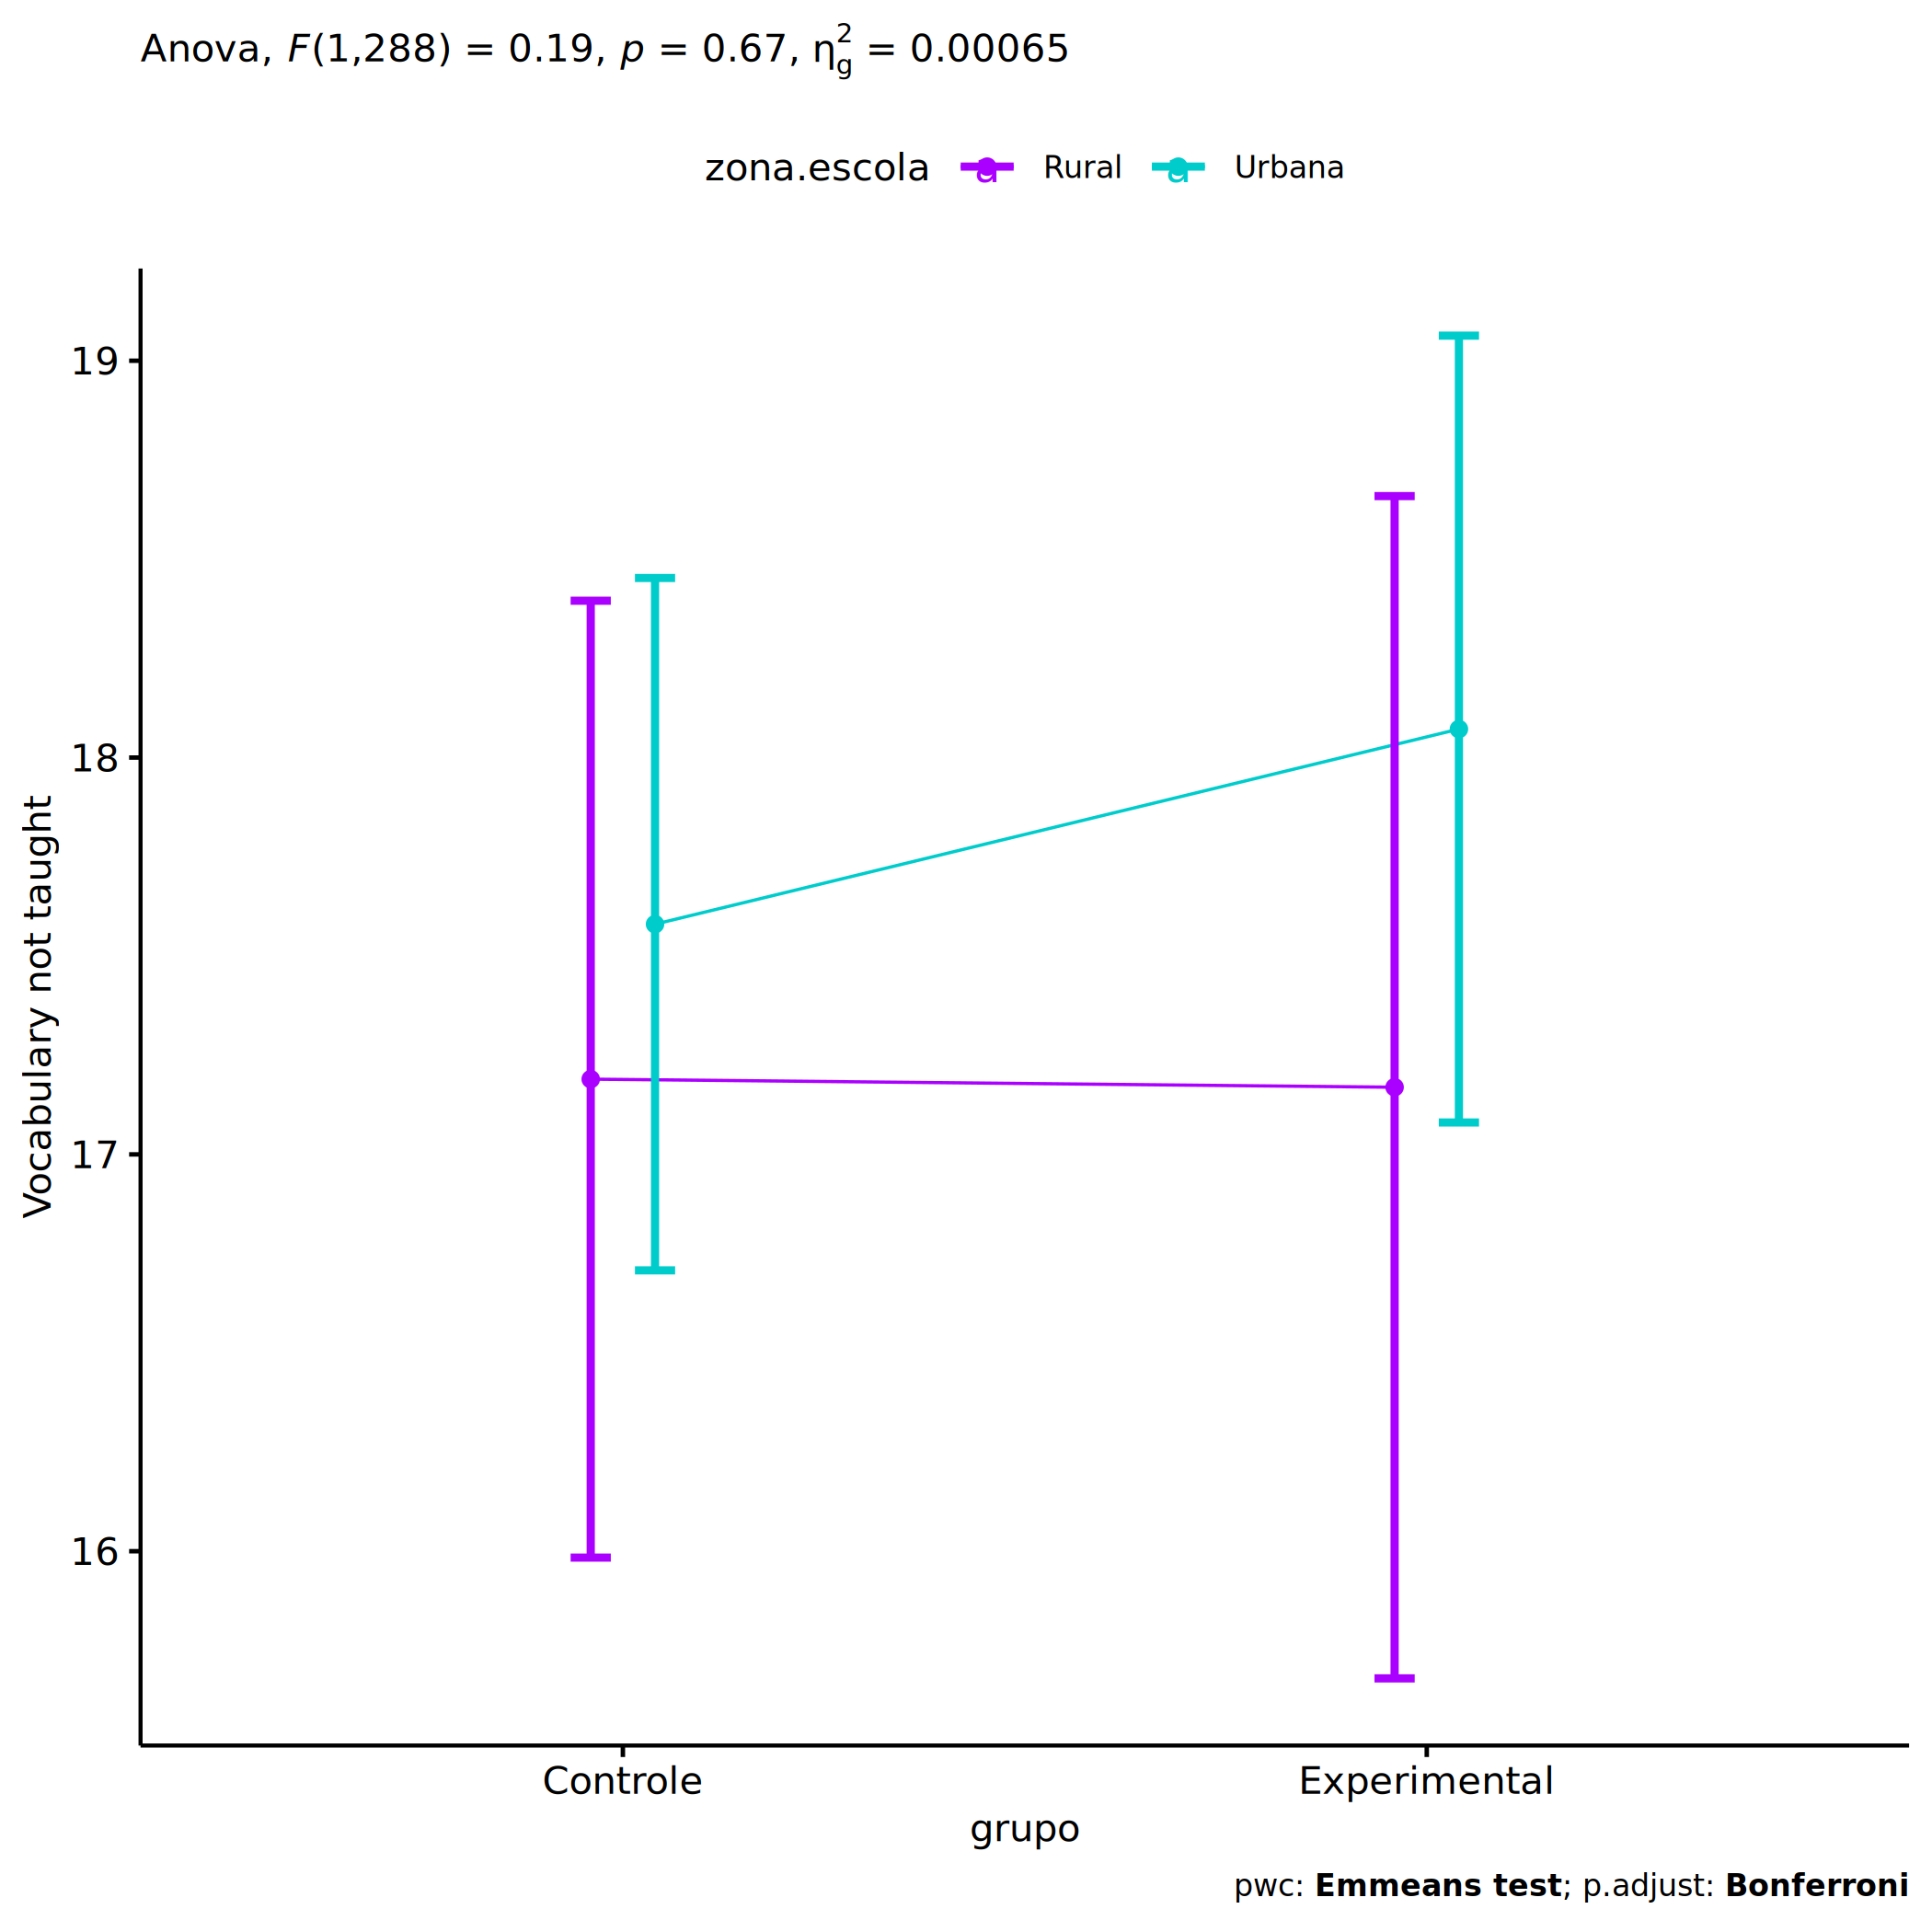 Anova, F(1,288) = 0.19, p = 0.67, η²g = 0.00065
zona.escola a Rural a Urbana
19
18
17
16
Vocabulary not taught
Controle Experimental
grupo
pwc: Emmeans test; p.adjust: Bonferroni